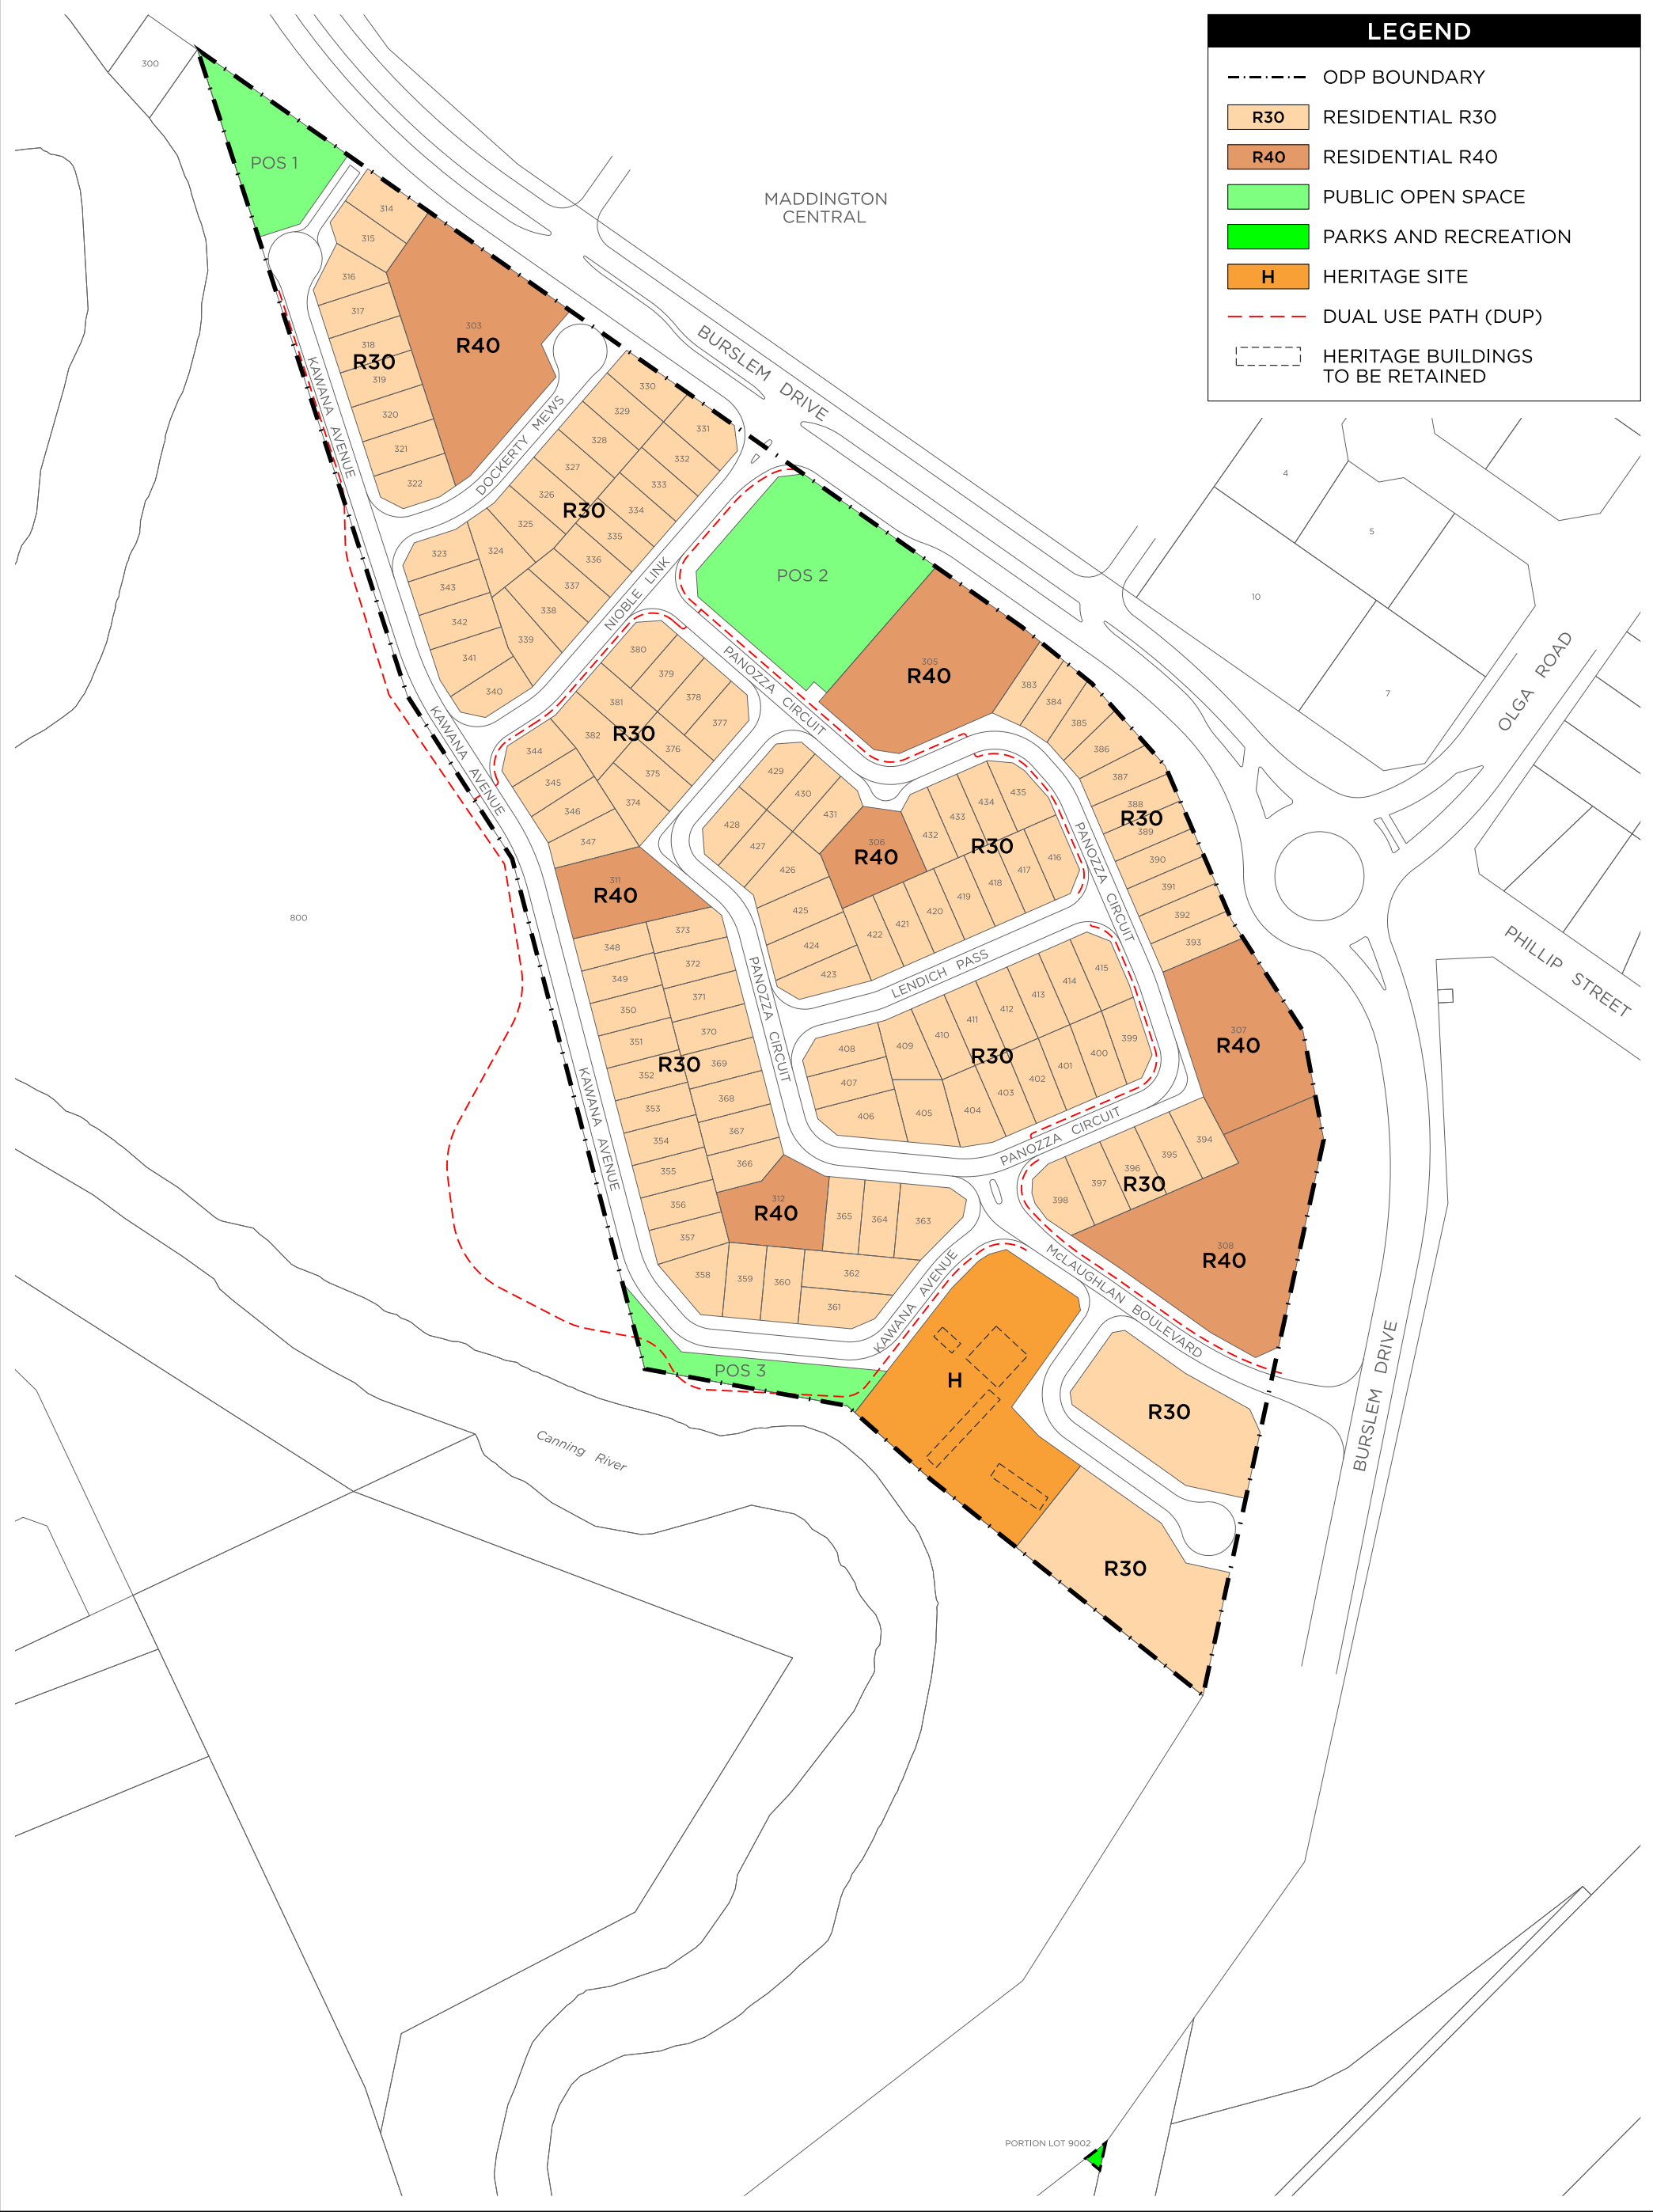 LEGEND
ODP BOUNDARY
R30
RESIDENTIAL R30
R40
RESIDENTIAL R40
PUBLIC OPEN SPACE
PARKS AND RECREATION
H
HERITAGE SITE
DUAL USE PATH (DUP)
HERITAGE BUILDINGS
TO BE RETAINED
300
POS 1
MADDINGTON
CENTRAL
314
315
316
317
318
R30
319
320
321
322
303
R40
KAWANA AVENUE
DOCKERTY MEWS
BURSLEM DRIVE
330
329
331
328
332
327
333
326
R30
334
325
335
324
336
323
337
343
338
342
339
341
340
NIOBLE LINK
POS 2
305
R40
4
5
10
7
OLGA ROAD
PHILLIP STREET
380
379
378
377
381
382
R30
376
375
374
344
345
346
347
KAWANA AVENUE
PANOZZA CIRCUIT
383
384
385
386
387
388
R30
389
390
391
392
393
429
430
431
428
427
426
425
424
423
306
R40
435
434
433
432
R30
416
417
418
419
420
421
422
PANOZZA CIRCUIT
311
R40
800
LENDICH PASS
348
373
349
372
350
371
351
370
352
R30
369
353
368
354
367
355
366
356
357
358
359
360
361
362
363
364
365
312
R40
PANOZZA CIRCUIT
KAWANA AVENUE
415
414
413
412
411
410
409
408
407
406
405
404
403
402
401
400
399
R30
307
R40
PANOZZA CIRCUIT
394
395
396
R30
397
398
308
R40
McLAUGHLAN BOULEVARD
KAWANA AVENUE
POS 3
H
R30
R30
BURSLEM DRIVE
Canning River
PORTION LOT 9002